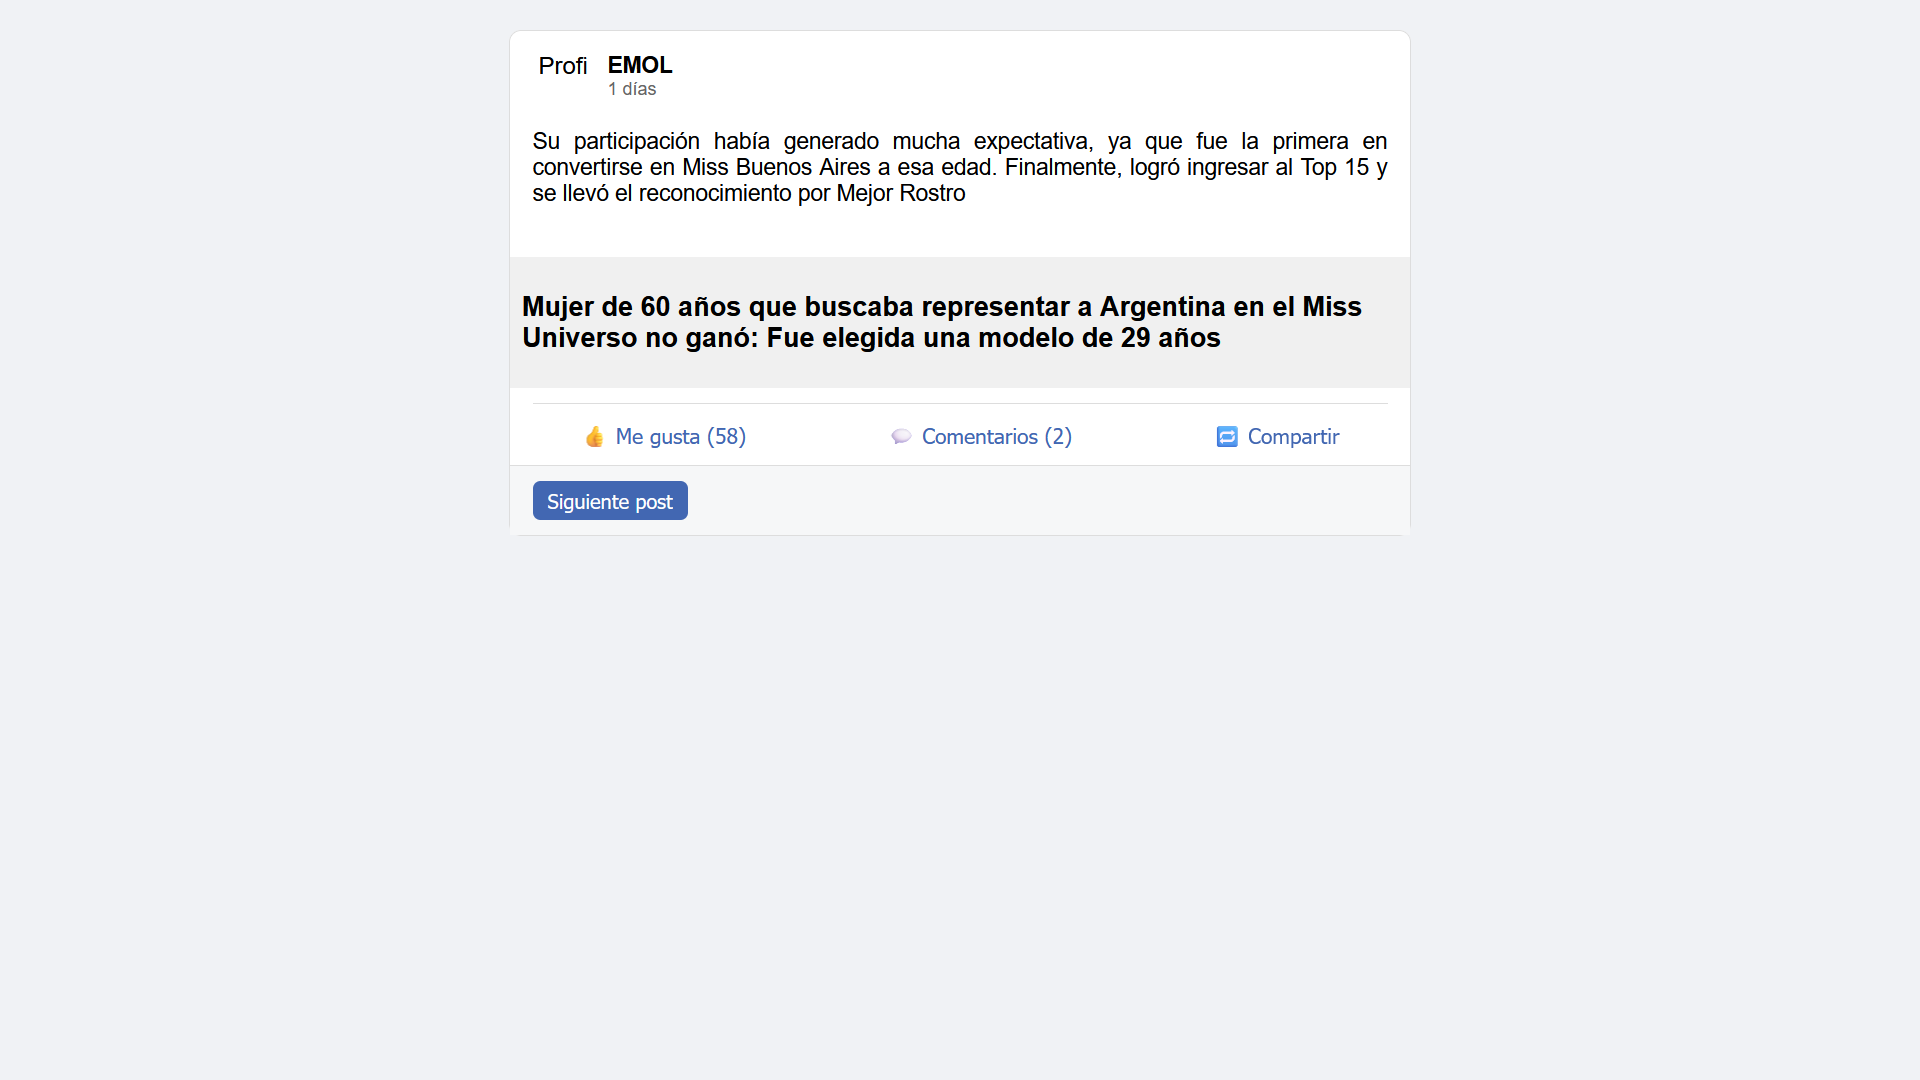 Profi
EMOL
1 días
Su participación había generado mucha expectativa, ya que fue la primera en
convertirse en Miss Buenos Aires a esa edad. Finalmente, logró ingresar al Top 15 y
se llevó el reconocimiento por Mejor Rostro
Mujer de 60 años que buscaba representar a Argentina en el Miss
Universo no ganó: Fue elegida una modelo de 29 años
👍 Me gusta (58) 💬 Comentarios (2) 🔁 Compartir
Siguiente post